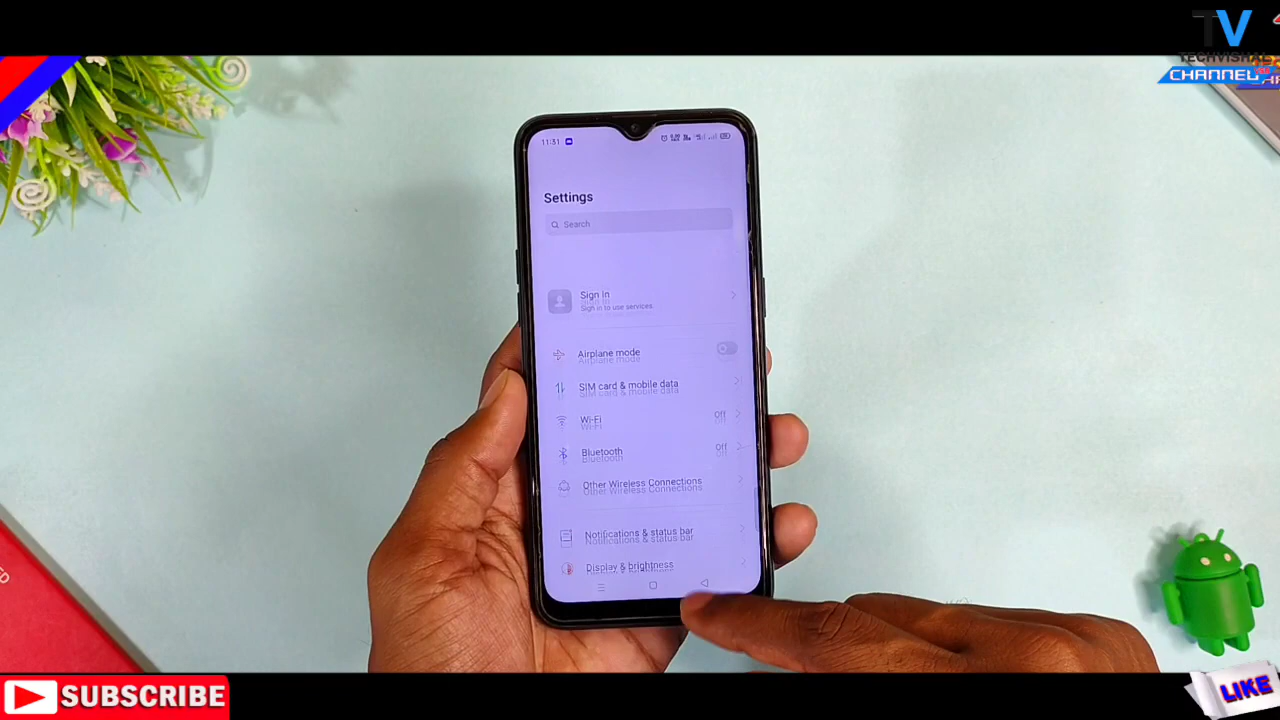 TV
TECHVISHAL
CHANNEL
11:31
Settings
Search
Sign In
Sign in to use services.
Airplane mode
SIM card & mobile data
Wi-Fi
Off
Bluetooth
Off
Other Wireless Connections
Notifications & status bar
Display & brightness
SUBSCRIBE
LIKE